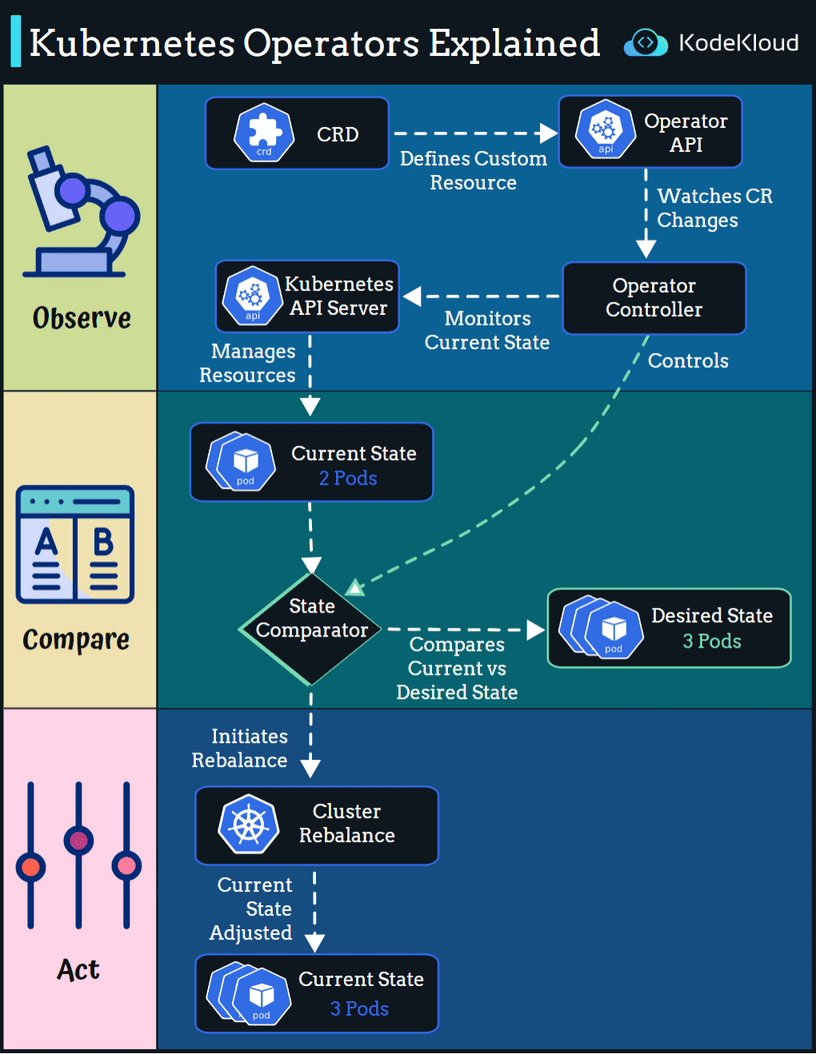 Kubernetes Operators Explained
KodeKloud
Observe
crd
CRD
Defines Custom
Resource
api
Operator
API
Watches CR
Changes
Operator
Controller
Monitors
Current State
api
Kubernetes
API Server
Manages
Resources
Controls
Compare
A B
pod
Current State
2 Pods
State
Comparator
Compares
Current vs
Desired State
pod
Desired State
3 Pods
Act
Initiates
Rebalance
Cluster
Rebalance
Current
State
Adjusted
pod
Current State
3 Pods